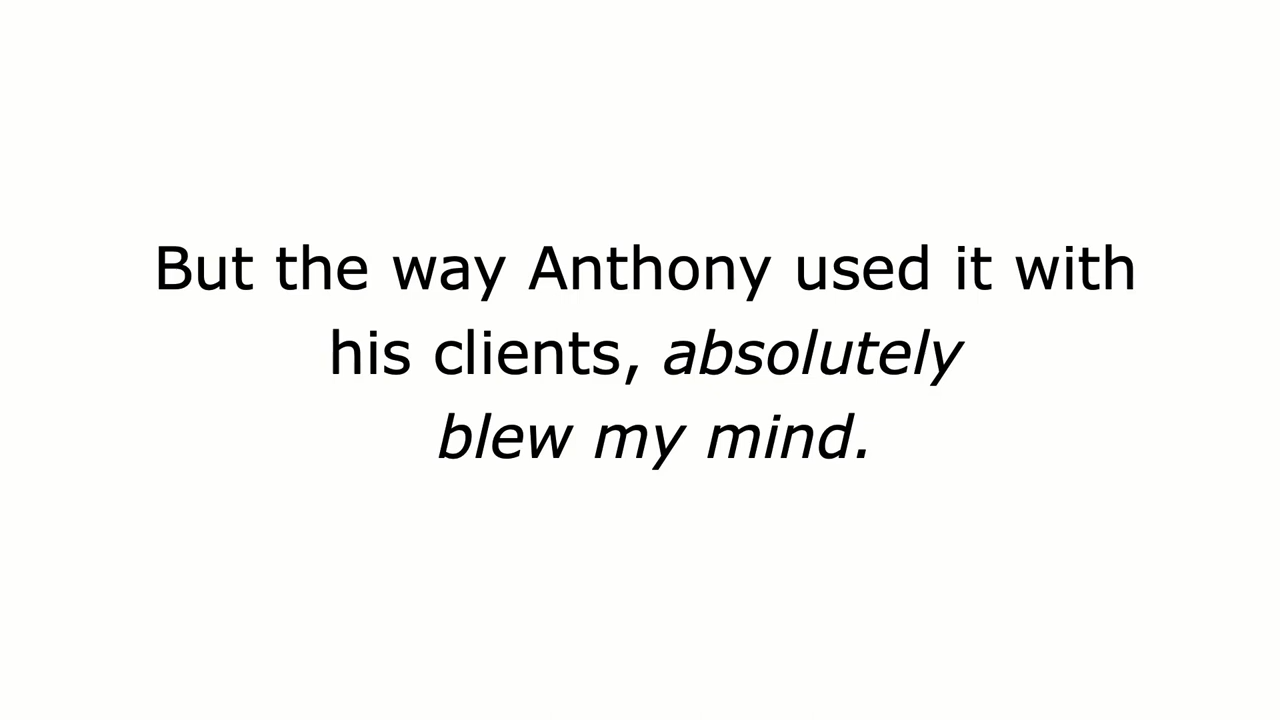 But the way Anthony used it with
his clients, absolutely
blew my mind.